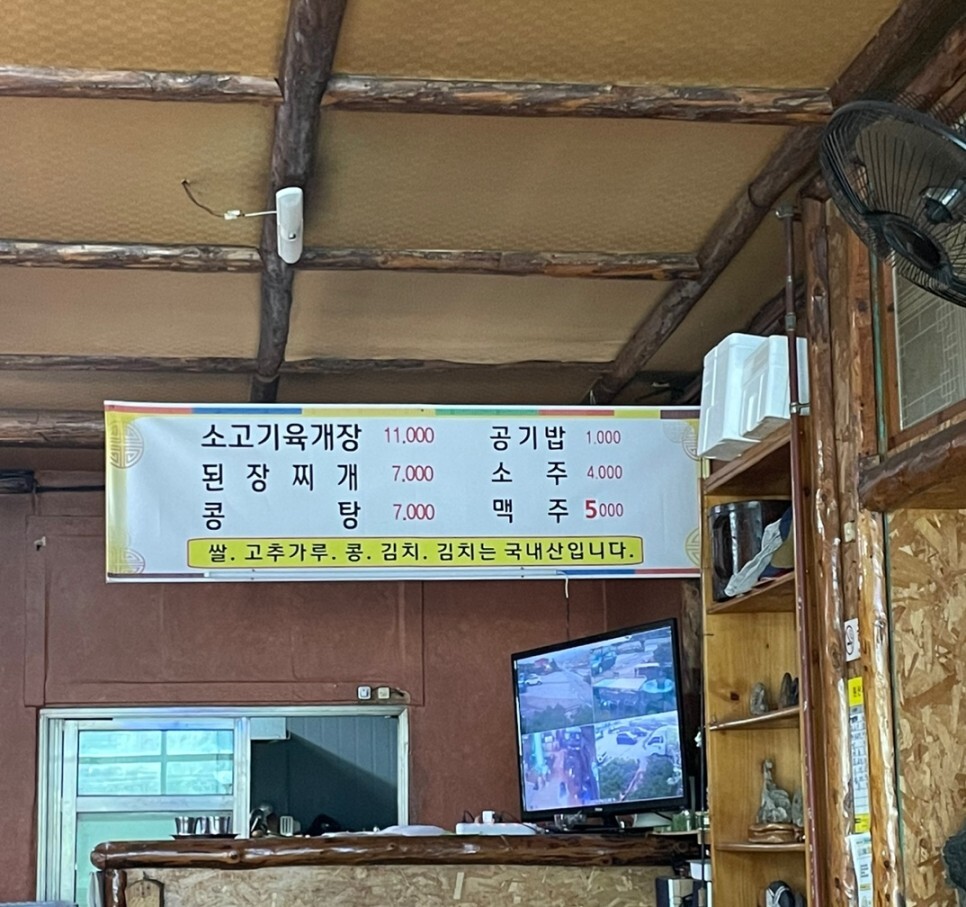 소고기육개장 11,000 공기밥 1,000
된장찌개 7,000 소주 4,000
콩탕 7,000 맥주 5000
쌀. 고추가루. 콩. 김치. 김치는 국내산입니다.